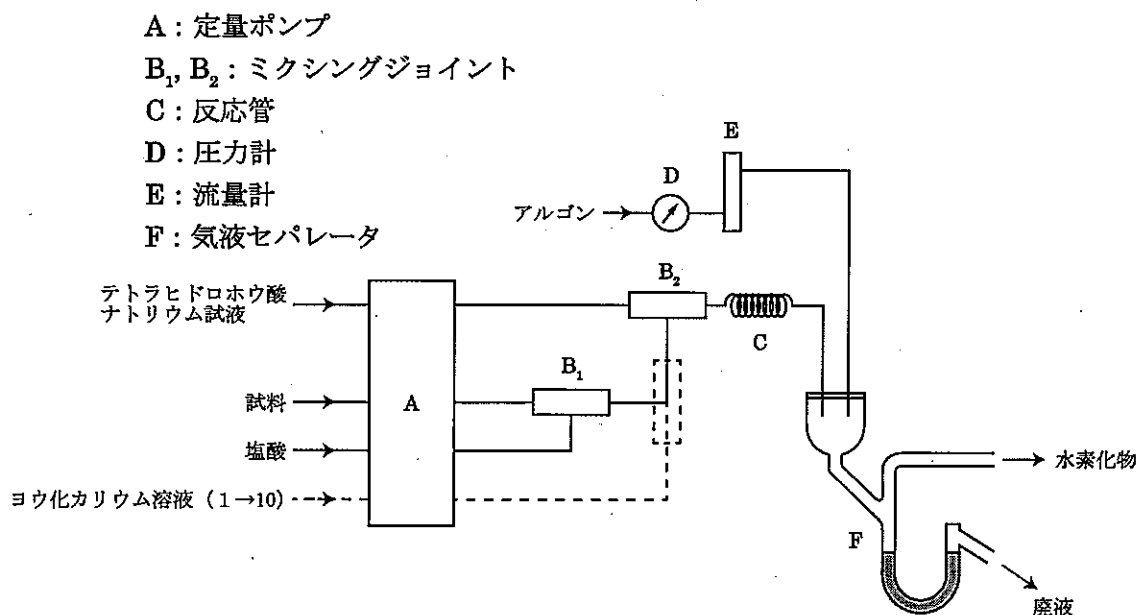 A：定量ポンプ
B₁, B₂：ミクシングジョイント
C：反応管
D：圧力計
E：流量計
F：気液セパレータ
E
D
アルゴン
B₂
テトラヒドロホウ酸
ナトリウム試液
C
B₁
試料
A
塩酸
水素化物
ヨウ化カリウム溶液（1→10）
F
廃液